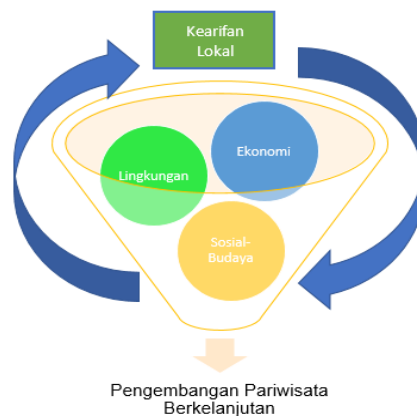 Kearifan
Lokal
Ekonomi
Lingkungan
Sosial-
Budaya
Pengembangan Pariwisata
Berkelanjutan